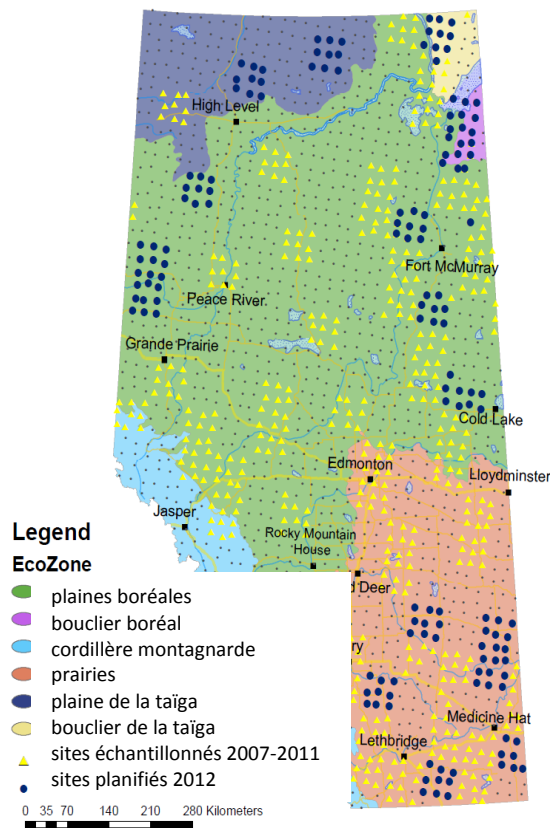 High Level
Fort McMurray
Peace River
Grande Prairie
Cold Lake
Edmonton
Lloydminster
Jasper
Rocky Mountain
House
d Deer
ry
Medicine Hat
Lethbridge
Legend
EcoZone
plaines boréales
bouclier boréal
cordillère montagnarde
prairies
plaine de la taïga
bouclier de la taïga
sites échantillonnés 2007-2011
sites planifiés 2012
0 35 70 140 210 280 Kilometers